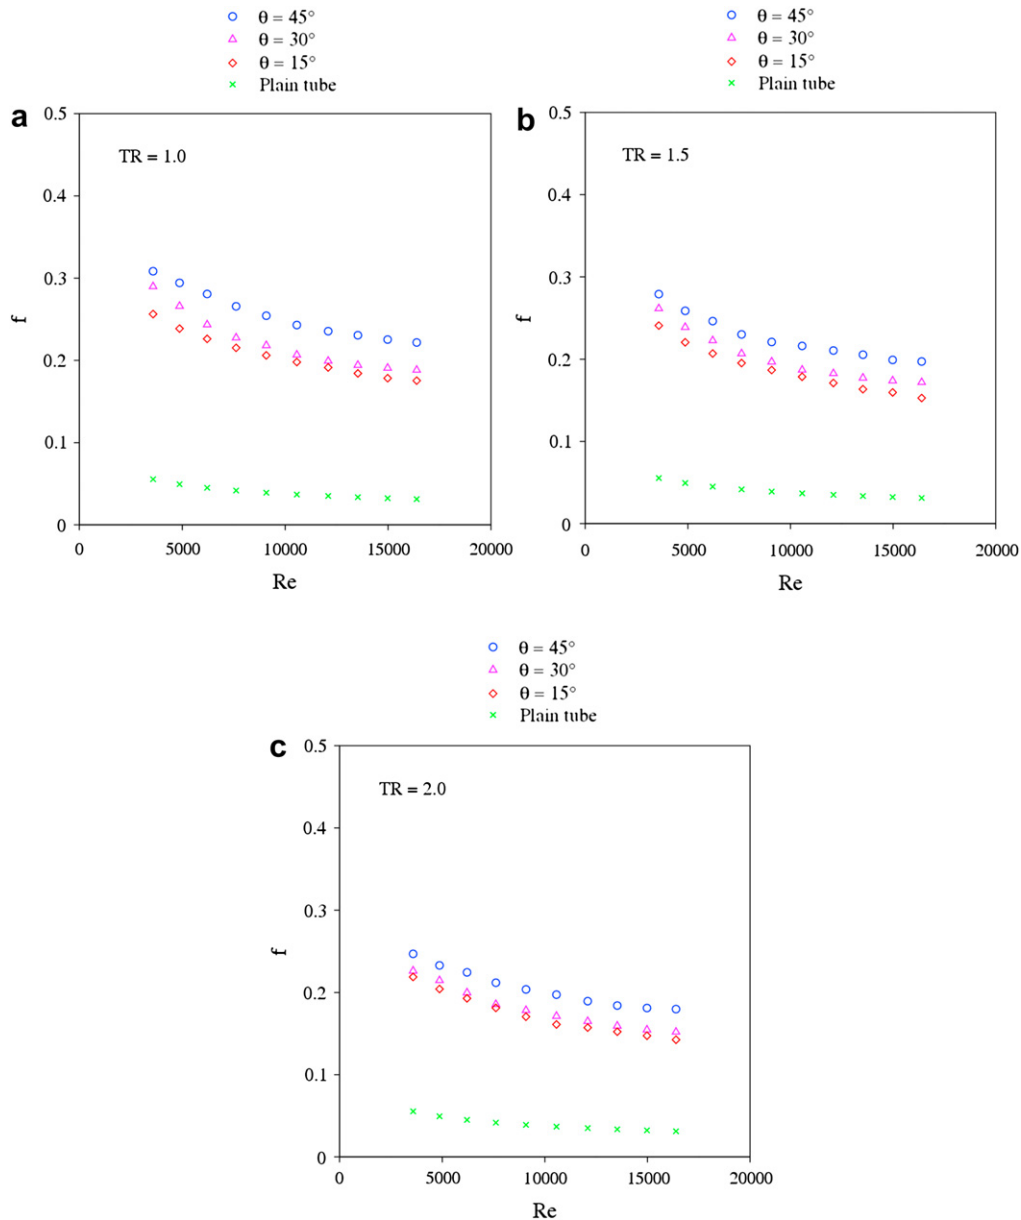 θ = 45°
θ = 30°
θ = 15°
Plain tube
a
TR = 1.0
0.5
0.4
0.3
0.2
0.1
0
f
0 5000 10000 15000 20000
Re
θ = 45°
θ = 30°
θ = 15°
Plain tube
b
TR = 1.5
0.5
0.4
0.3
0.2
0.1
0
f
0 5000 10000 15000 20000
Re
θ = 45°
θ = 30°
θ = 15°
Plain tube
c
TR = 2.0
0.5
0.4
0.3
0.2
0.1
0
f
0 5000 10000 15000 20000
Re